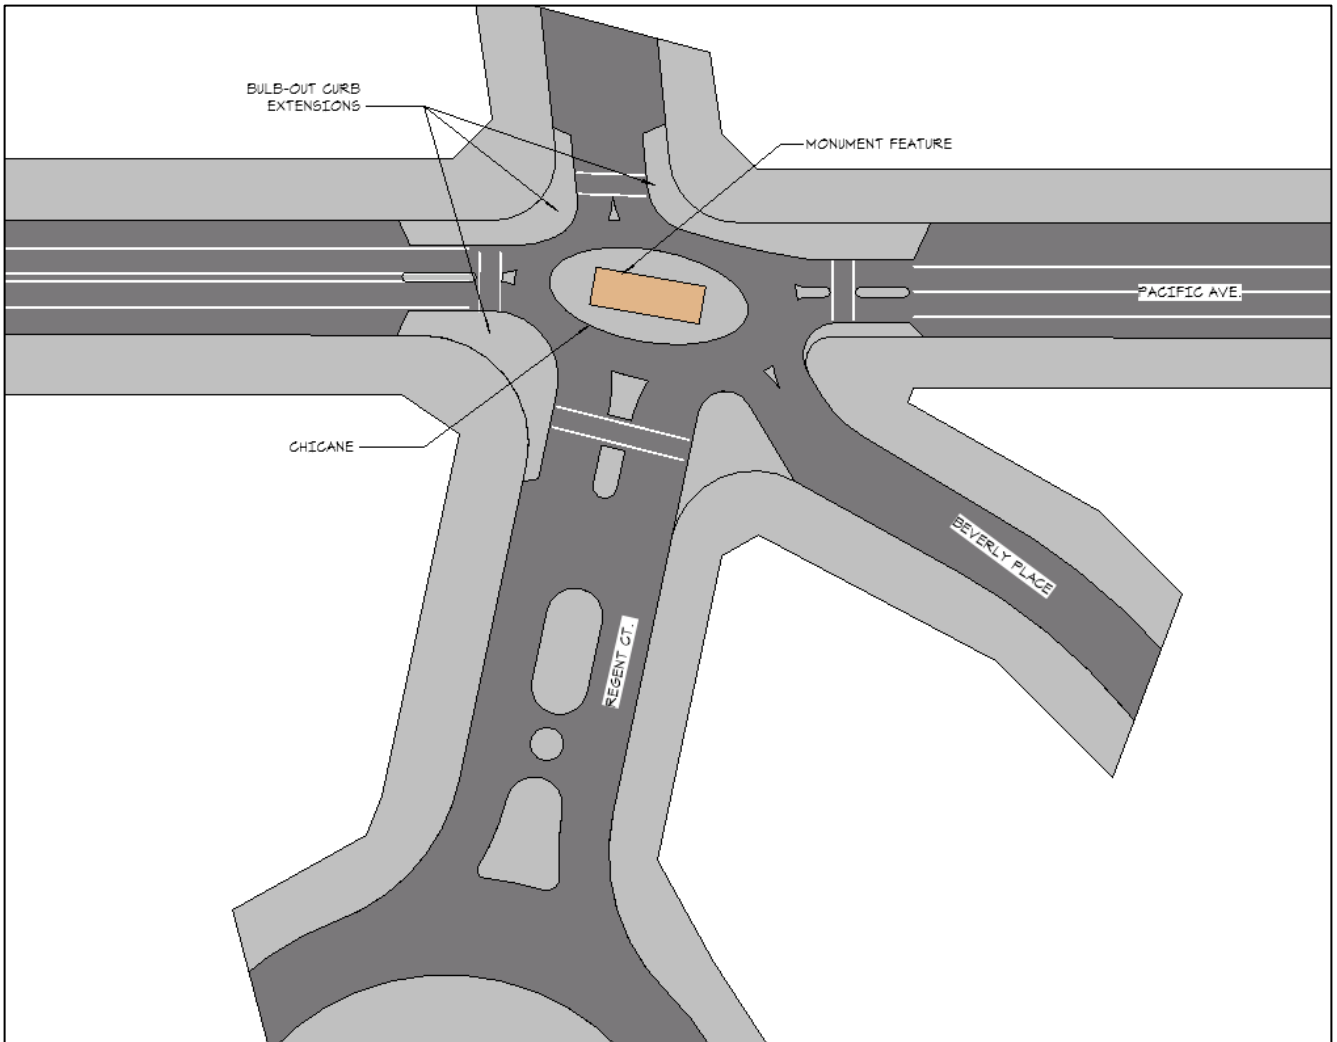 BULB-OUT CURB
EXTENSIONS
MONUMENT FEATURE
PACIFIC AVE.
CHICANE
BEVERLY PLACE
REGENT CT.